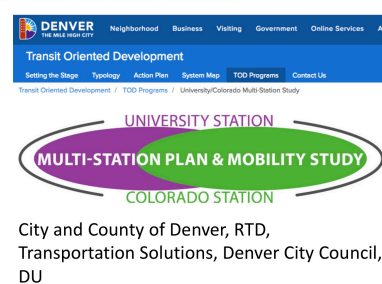 DENVER
THE MILE HIGH CITY
Neighborhood Business Visiting Government Online Services A
Transit Oriented Development
Setting the Stage Typology Action Plan System Map TOD Programs Contact Us
Transit Oriented Development / TOD Programs / University/Colorado Multi-Station Study
UNIVERSITY STATION
MULTI-STATION PLAN & MOBILITY STUDY
COLORADO STATION
City and County of Denver, RTD,
Transportation Solutions, Denver City Council,
DU